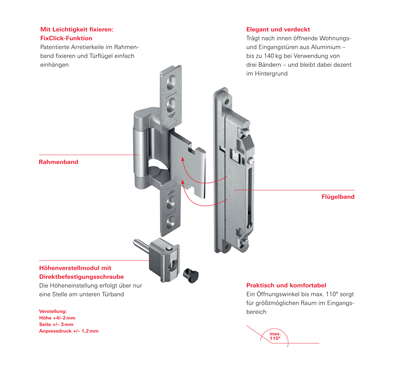 Mit Leichtigkeit fixieren:
FixClick-Funktion
Patentierte Arretierkeile im Rahmen-
band fixieren und Türflügel einfach
einhängen
Elegant und verdeckt
Trägt nach innen öffnende Wohnungs-
und Eingangstüren aus Aluminium –
bis zu 140 kg bei Verwendung von
drei Bändern – und bleibt dabei dezent
im Hintergrund
Rahmenband
Flügelband
Höhenverstellmodul mit
Direktbefestigungsschraube
Die Höheneinstellung erfolgt über nur
eine Stelle am unteren Türband
Verstellung:
Höhe +4/-2 mm
Seite +/- 3 mm
Anpressdruck +/- 1,2 mm
Praktisch und komfortabel
Ein Öffnungswinkel bis max. 110° sorgt
für größtmöglichen Raum im Eingangs-
bereich
max.
110°